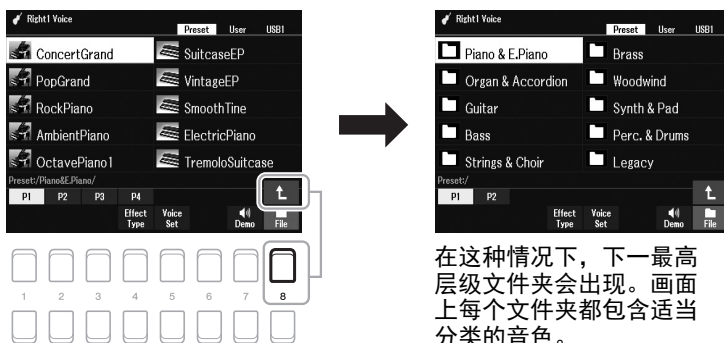 Right1 Voice
Preset User USB1
ConcertGrand SuitcaseEP
PopGrand VintageEP
RockPiano SmoothTine
AmbientPiano ElectricPiano
OctavePiano1 TremoloSuitcase
Preset:/Piano&E.Piano/
P1 P2 P3 P4
Effect Type Voice Set Demo File
1 2 3 4 5 6 7 8
Right1 Voice
Preset User USB1
Piano & E.Piano Brass
Organ & Accordion Woodwind
Guitar Synth & Pad
Bass Perc. & Drums
Strings & Choir Legacy
Preset:/
P1 P2
Effect Type Voice Set Demo File
在这种情况下，下一最高
层级文件夹会出现。画面
上每个文件夹都包含适当
分类的音色。